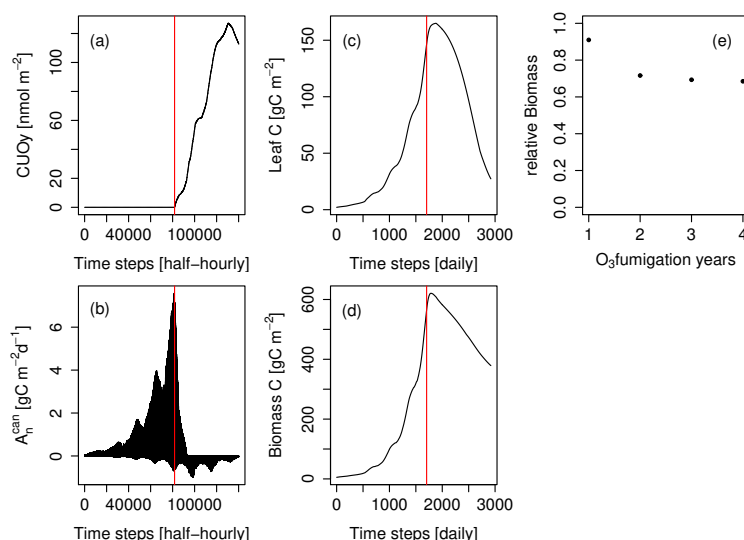 (a)
CUOy [nmol m−2]
0
20
60
100
0
40000
100000
Time steps [half−hourly]
(c)
Leaf C [gC m−2]
0
50
100
150
0
1000
2000
3000
Time steps [daily]
(e)
relative Biomass
0.0
0.2
0.4
0.6
0.8
1.0
1
2
3
4
O3fumigation years
(b)
Ancan [gC m−2d−1]
0
2
4
6
0
40000
100000
Time steps [half−hourly]
(d)
Biomass C [gC m−2]
0
200
400
600
0
1000
2000
3000
Time steps [daily]